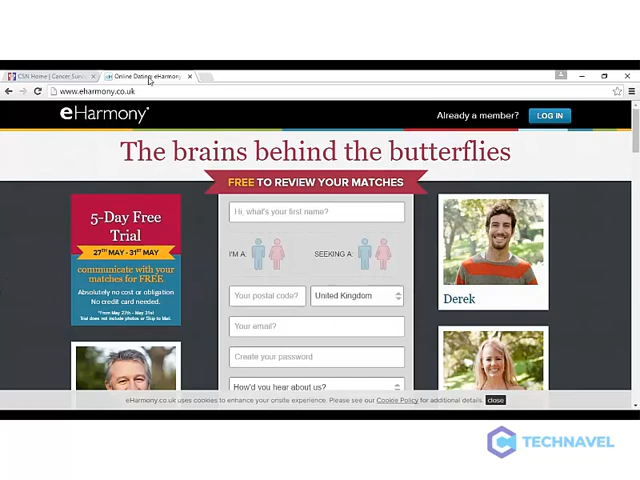 CSN Home | Cancer Surv
Online Dating eHarmony
www.eharmony.co.uk
eHarmony
Already a member?
LOG IN
The brains behind the butterflies
FREE TO REVIEW YOUR MATCHES
5-Day Free
Trial
27TH MAY - 31ST MAY
communicate with your
matches for FREE
Absolutely no cost or obligation
No credit card needed.
*From May 27th - May 31st
Trial does not include photos or Skip to Mail.
Hi, what's your first name?
I'M A:
SEEKING A:
Your postal code?
United Kingdom
Your email?
Create your password
How'd you hear about us?
Derek
eHarmony.co.uk uses cookies to enhance your onsite experience. Please see our Cookie Policy for additional details.
close
TECHNAVEL